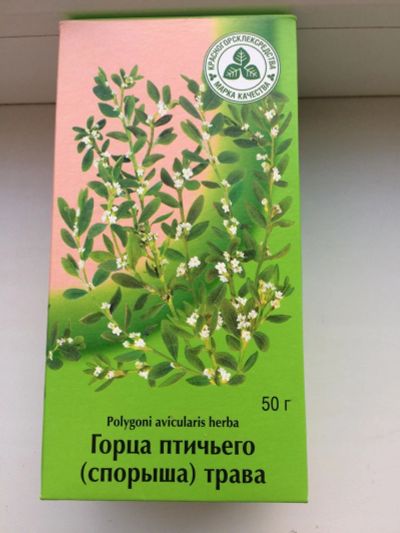 КРАСНОГОРСКЛЕКСРЕДСТВА
МАРКА КАЧЕСТВА
50 г
Polygoni avicularis herba
Горца птичьего
(спорыша) трава